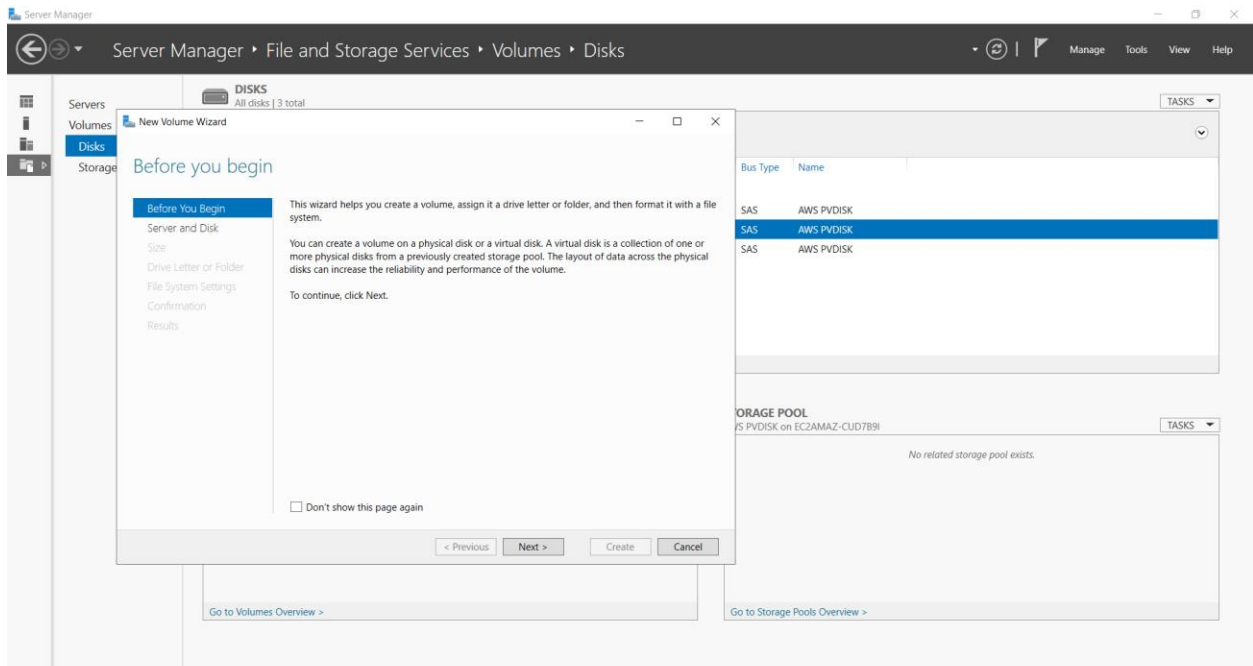 Server Manager
Server Manager ‣ File and Storage Services ‣ Volumes ‣ Disks
Manage Tools View Help
Servers
Volumes
Disks
Storage
DISKS
All disks | 3 total
TASKS
New Volume Wizard
Before you begin
Before You Begin
Server and Disk
Size
Drive Letter or Folder
File System Settings
Confirmation
Results
This wizard helps you create a volume, assign it a drive letter or folder, and then format it with a file
system.
You can create a volume on a physical disk or a virtual disk. A virtual disk is a collection of one or
more physical disks from a previously created storage pool. The layout of data across the physical
disks can increase the reliability and performance of the volume.
To continue, click Next.
Don't show this page again
< Previous Next > Create Cancel
Bus Type Name
SAS AWS PVDISK
SAS AWS PVDISK
SAS AWS PVDISK
ORAGE POOL
PVDISK on EC2AMAZ-CUD7B9I
TASKS
No related storage pool exists.
Go to Volumes Overview >
Go to Storage Pools Overview >